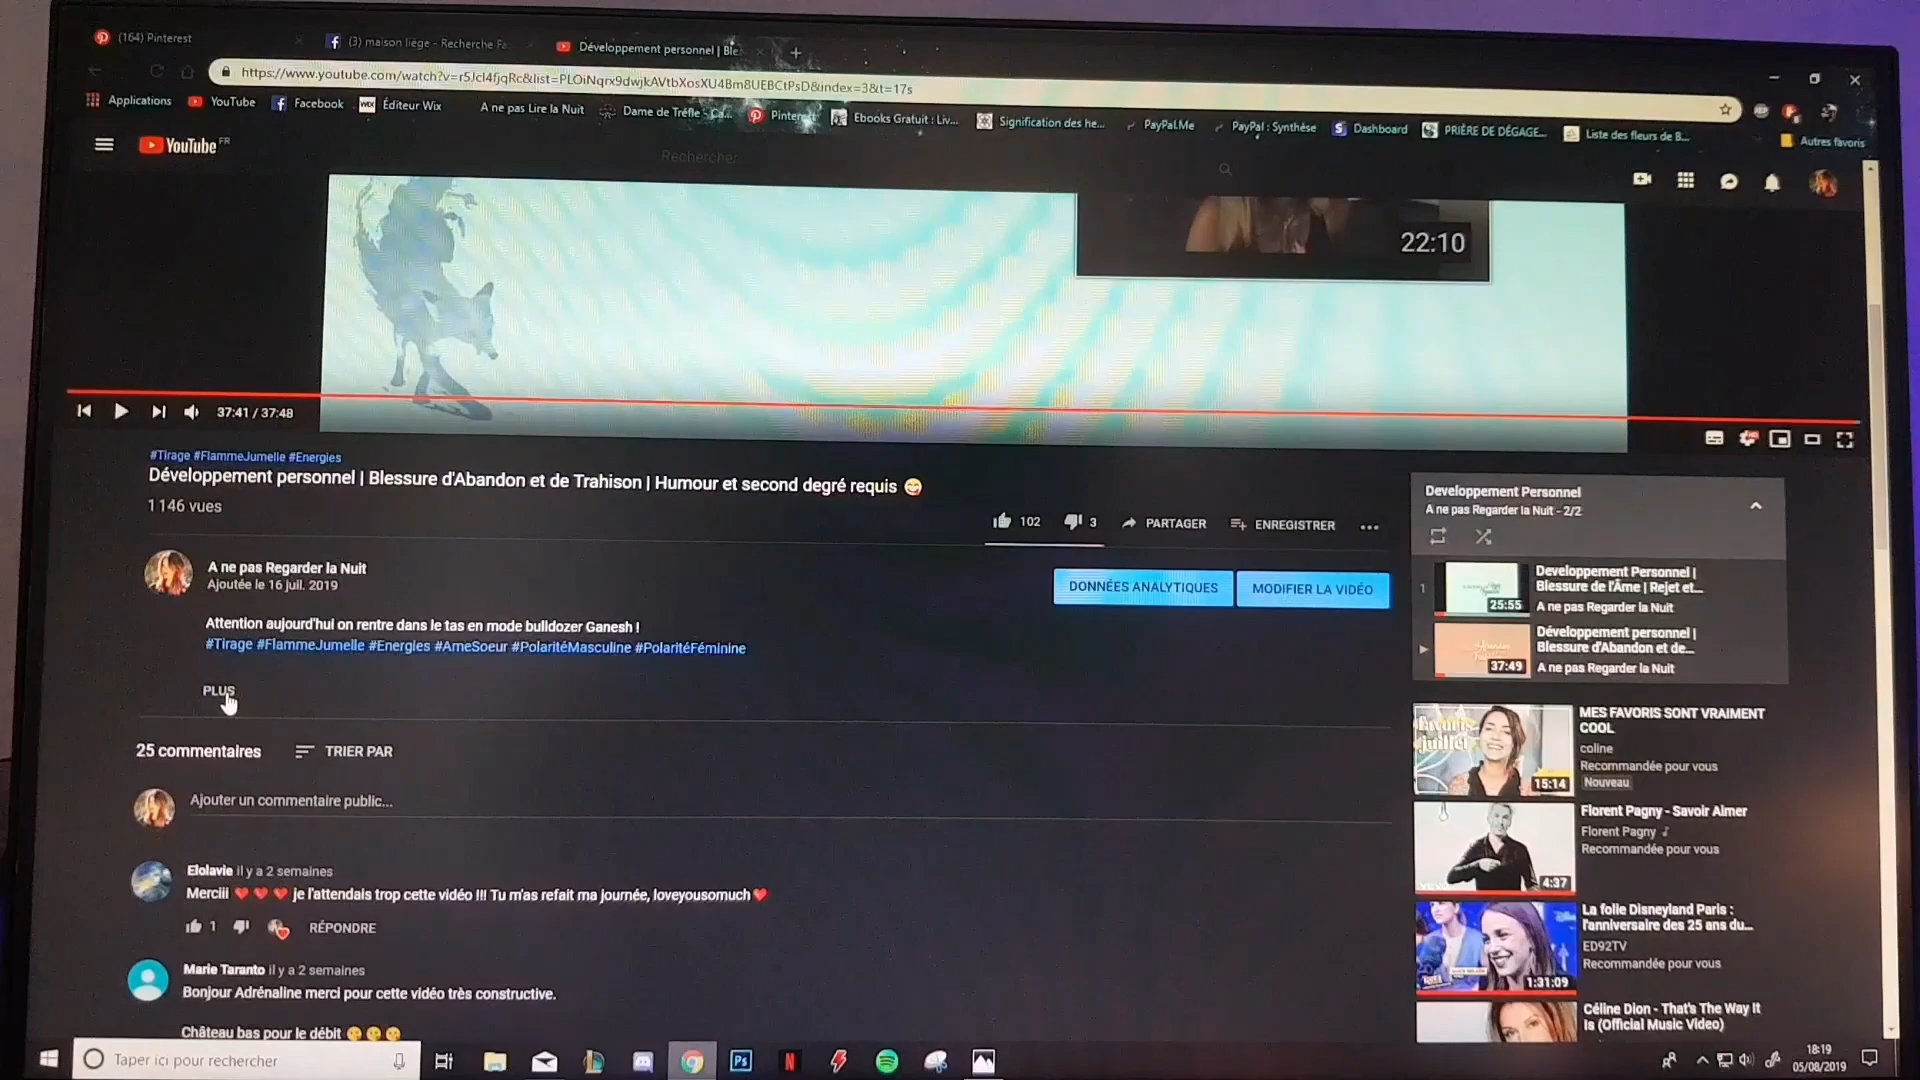 (164) Pinterest
(3) maison liège - Recherche Fa
Développement personnel | Ble
https://www.youtube.com/watch?v=r5Jcl4fjqRc&list=PLOiNqrx9dwjkAVtbXosXU4Bm8UEBCtPsD&index=3&t=17s
Applications
YouTube
Facebook
Éditeur Wix
A ne pas Lire la Nuit
Dame de Trèfle - Ca...
Pinterest
Ebooks Gratuit : Liv...
Signification des he...
PayPal.Me
PayPal : Synthèse
Dashboard
PRIÈRE DE DÉGAGE...
Liste des fleurs de B...
Autres favoris
YouTube FR
Rechercher
22:10
37:41 / 37:48
#Tirage #FlammeJumelle #Energies
Développement personnel | Blessure d'Abandon et de Trahison | Humour et second degré requis 😄
1 146 vues
102
3
PARTAGER
ENREGISTRER
A ne pas Regarder la Nuit
Ajoutée le 16 juil. 2019
DONNÉES ANALYTIQUES
MODIFIER LA VIDÉO
Attention aujourd'hui on rentre dans le tas en mode bulldozer Ganesh !
#Tirage #FlammeJumelle #Energies #AmeSoeur #PolaritéMasculine #PolaritéFéminine
PLUS
25 commentaires
TRIER PAR
Ajouter un commentaire public...
Elolavie il y a 2 semaines
Merciii ❤ ❤ ❤ je l'attendais trop cette vidéo !!! Tu m'as refait ma journée, loveyousomuch❤
1
RÉPONDRE
Marie Taranto il y a 2 semaines
Bonjour Adrénaline merci pour cette vidéo très constructive.
Château bas pour le débit 😘😘😘
Developpement Personnel
A ne pas Regarder la Nuit - 2/2
1
Developpement Personnel |
Blessure de l'Âme | Rejet et...
A ne pas Regarder la Nuit
25:55
Développement personnel |
Blessure d'Abandon et de...
A ne pas Regarder la Nuit
37:49
MES FAVORIS SONT VRAIMENT
COOL
coline
Recommandée pour vous
Nouveau
favoris
juillet
15:14
Florent Pagny - Savoir Aimer
Florent Pagny
Recommandée pour vous
4:37
La folie Disneyland Paris :
l'anniversaire des 25 ans du...
ED92TV
Recommandée pour vous
1:31:09
Céline Dion - That's The Way It
Is (Official Music Video)
Taper ici pour rechercher
Ps
N
18:19
05/08/2019